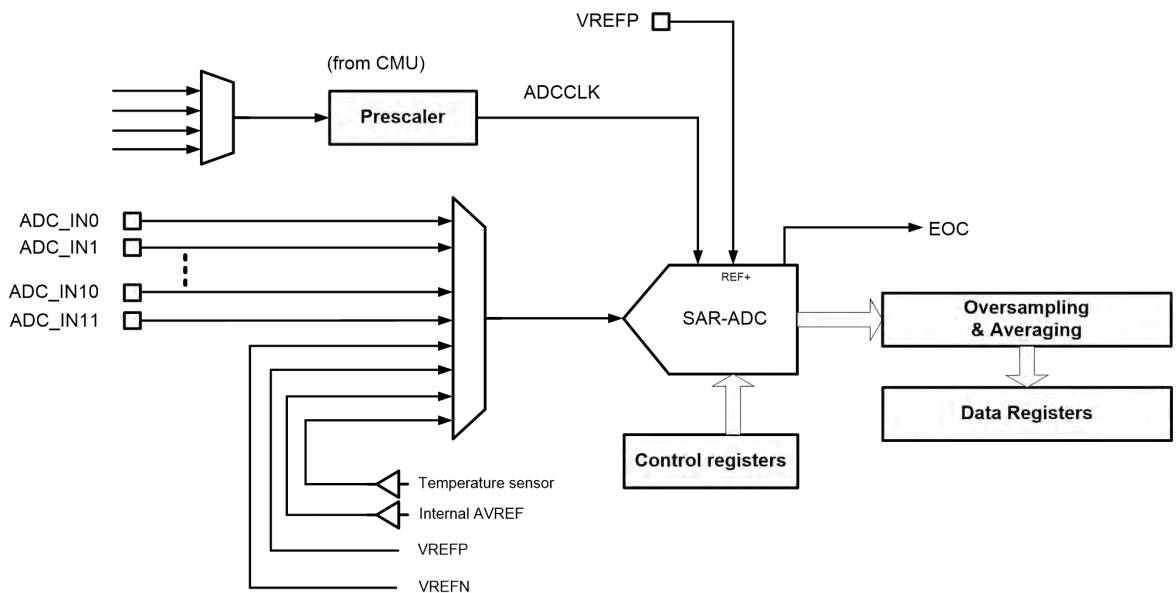 VREFP
(from CMU)
Prescaler
ADCCLK
ADC_IN0
ADC_IN1
ADC_IN10
ADC_IN11
EOC
REF+
SAR-ADC
Oversampling
& Averaging
Data Registers
Control registers
Temperature sensor
Internal AVREF
VREFP
VREFN